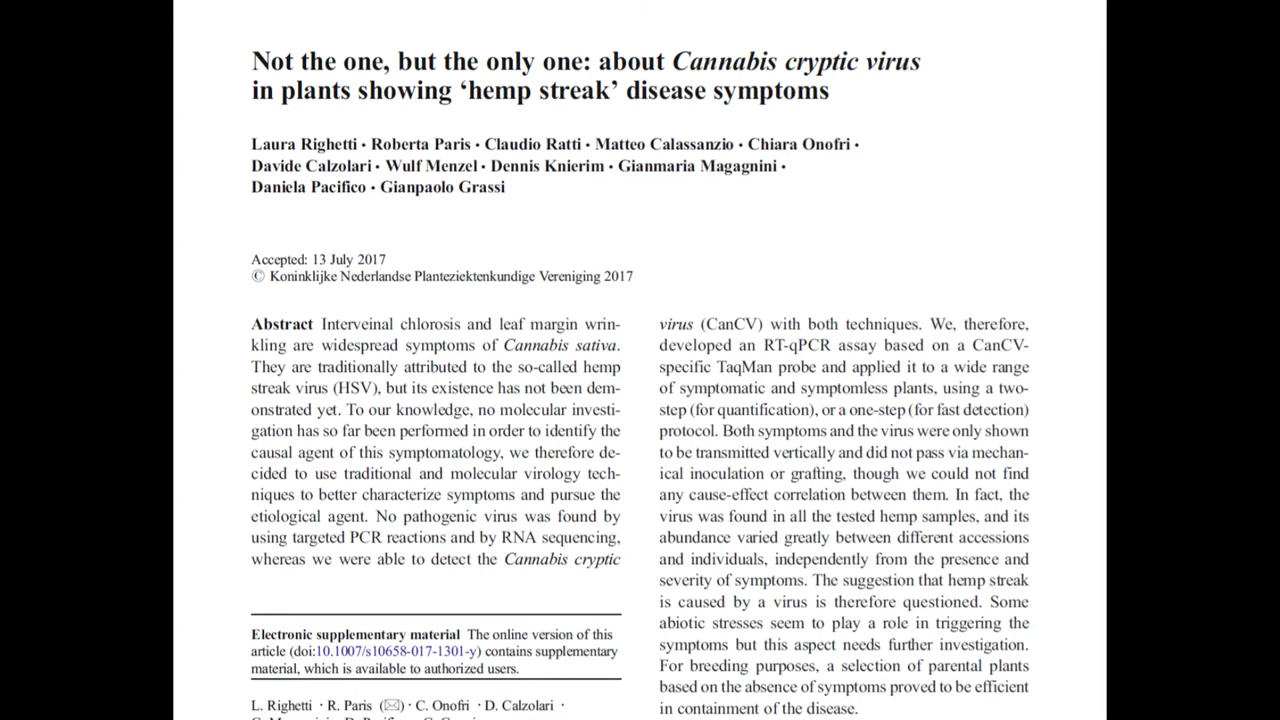 Not the one, but the only one: about Cannabis cryptic virus
in plants showing ‘hemp streak’ disease symptoms
Laura Righetti · Roberta Paris · Claudio Ratti · Matteo Calassanzio · Chiara Onofri ·
Davide Calzolari · Wulf Menzel · Dennis Knierim · Gianmaria Magagnini ·
Daniela Pacifico · Gianpaolo Grassi
Accepted: 13 July 2017
© Koninklijke Nederlandse Planteziektenkundige Vereniging 2017
Abstract Interveinal chlorosis and leaf margin wrin-
kling are widespread symptoms of Cannabis sativa.
They are traditionally attributed to the so-called hemp
streak virus (HSV), but its existence has not been dem-
onstrated yet. To our knowledge, no molecular investi-
gation has so far been performed in order to identify the
causal agent of this symptomatology, we therefore de-
cided to use traditional and molecular virology tech-
niques to better characterize symptoms and pursue the
etiological agent. No pathogenic virus was found by
using targeted PCR reactions and by RNA sequencing,
whereas we were able to detect the Cannabis cryptic
Electronic supplementary material The online version of this
article (doi:10.1007/s10658-017-1301-y) contains supplementary
material, which is available to authorized users.
L. Righetti · R. Paris (✉) · C. Onofri · D. Calzolari ·
virus (CanCV) with both techniques. We, therefore,
developed an RT-qPCR assay based on a CanCV-
specific TaqMan probe and applied it to a wide range
of symptomatic and symptomless plants, using a two-
step (for quantification), or a one-step (for fast detection)
protocol. Both symptoms and the virus were only shown
to be transmitted vertically and did not pass via mechan-
ical inoculation or grafting, though we could not find
any cause-effect correlation between them. In fact, the
virus was found in all the tested hemp samples, and its
abundance varied greatly between different accessions
and individuals, independently from the presence and
severity of symptoms. The suggestion that hemp streak
is caused by a virus is therefore questioned. Some
abiotic stresses seem to play a role in triggering the
symptoms but this aspect needs further investigation.
For breeding purposes, a selection of parental plants
based on the absence of symptoms proved to be efficient
in containment of the disease.